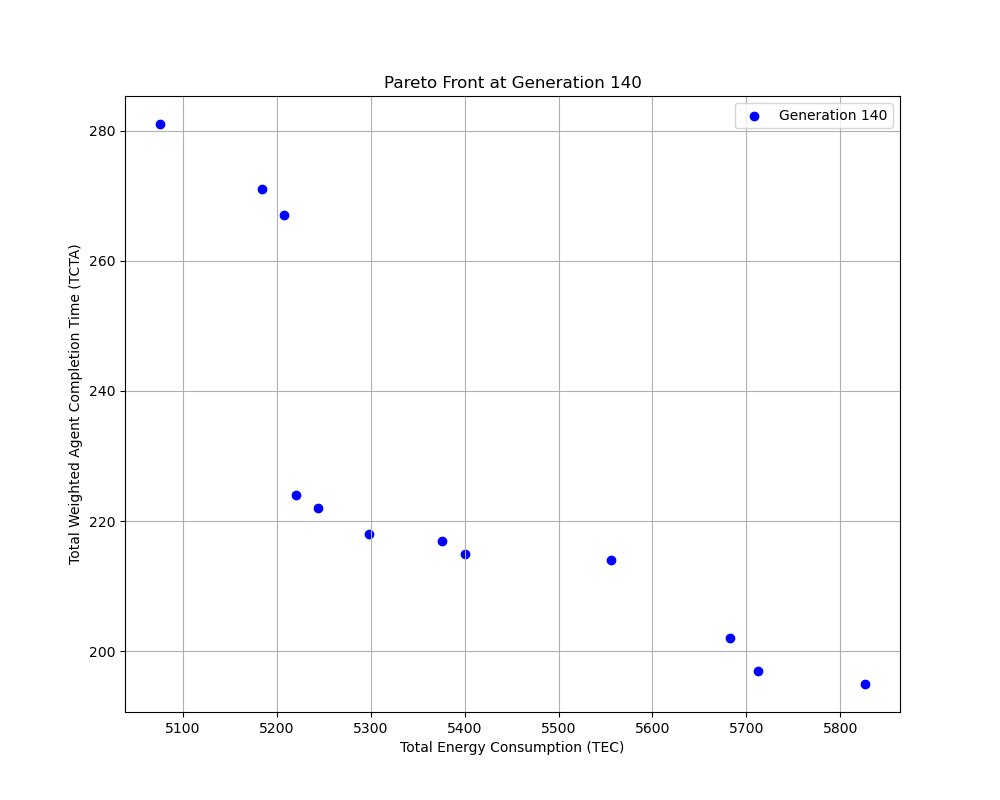 Pareto Front at Generation 140
Generation 140
Total Weighted Agent Completion Time (TCTA)
280
260
240
220
200
5100 5200 5300 5400 5500 5600 5700 5800
Total Energy Consumption (TEC)